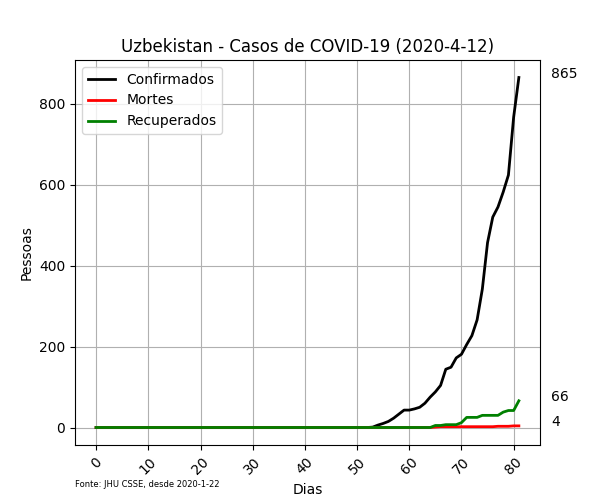 Uzbekistan - Casos de COVID-19 (2020-4-12)
Confirmados
Mortes
Recuperados
865
66
4
Pessoas
800
600
400
200
0
0 10 20 30 40 50 60 70 80
Dias
Fonte: JHU CSSE, desde 2020-1-22